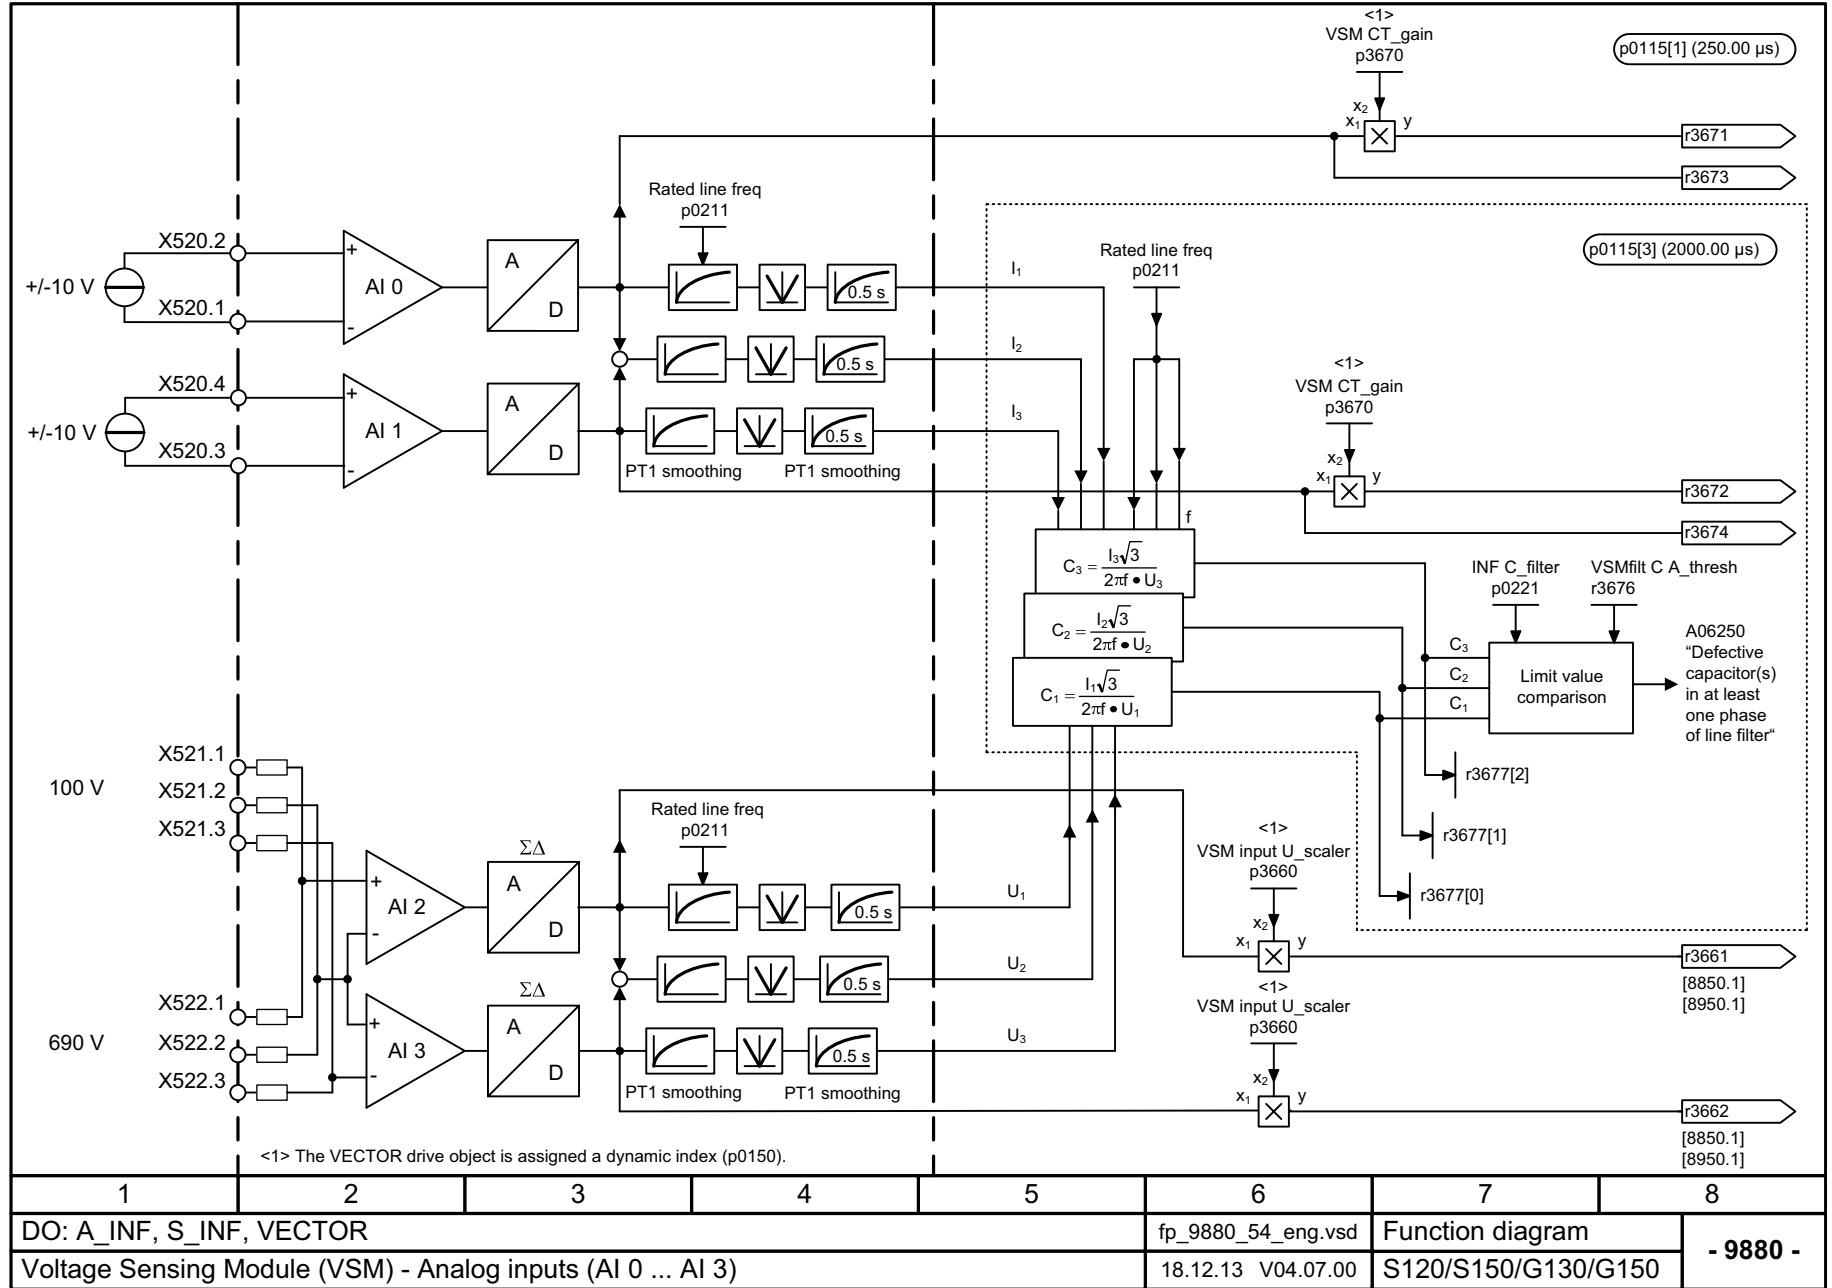 <1>
VSM CT_gain
p3670
p0115[1] (250.00 µs)
x2
x1
y
r3671
r3673
Rated line freq
p0211
X520.2
+/-10 V
X520.1
+
AI 0
-
A
D
0.5 s
I1
Rated line freq
p0211
p0115[3] (2000.00 µs)
0.5 s
I2
X520.4
+/-10 V
X520.3
+
AI 1
-
A
D
0.5 s
I3
PT1 smoothing
PT1 smoothing
<1>
VSM CT_gain
p3670
x2
x1
y
r3672
r3674
f
C3 = I3√3 / 2πf • U3
C2 = I2√3 / 2πf • U2
C1 = I1√3 / 2πf • U1
INF C_filter
p0221
VSMfilt C A_thresh
r3676
C3
C2
C1
Limit value
comparison
A06250
“Defective
capacitor(s)
in at least
one phase
of line filter“
r3677[2]
r3677[1]
r3677[0]
100 V
X521.1
X521.2
X521.3
690 V
X522.1
X522.2
X522.3
+
AI 2
-
ΣΔ
A
D
Rated line freq
p0211
0.5 s
U1
0.5 s
U2
+
AI 3
-
ΣΔ
A
D
0.5 s
U3
PT1 smoothing
PT1 smoothing
<1>
VSM input U_scaler
p3660
x2
x1
y
r3661
[8850.1]
[8950.1]
<1>
VSM input U_scaler
p3660
x2
x1
y
r3662
[8850.1]
[8950.1]
<1> The VECTOR drive object is assigned a dynamic index (p0150).
1 2 3 4 5 6 7 8
DO: A_INF, S_INF, VECTOR
fp_9880_54_eng.vsd
Function diagram
- 9880 -
Voltage Sensing Module (VSM) - Analog inputs (AI 0 ... AI 3)
18.12.13 V04.07.00
S120/S150/G130/G150